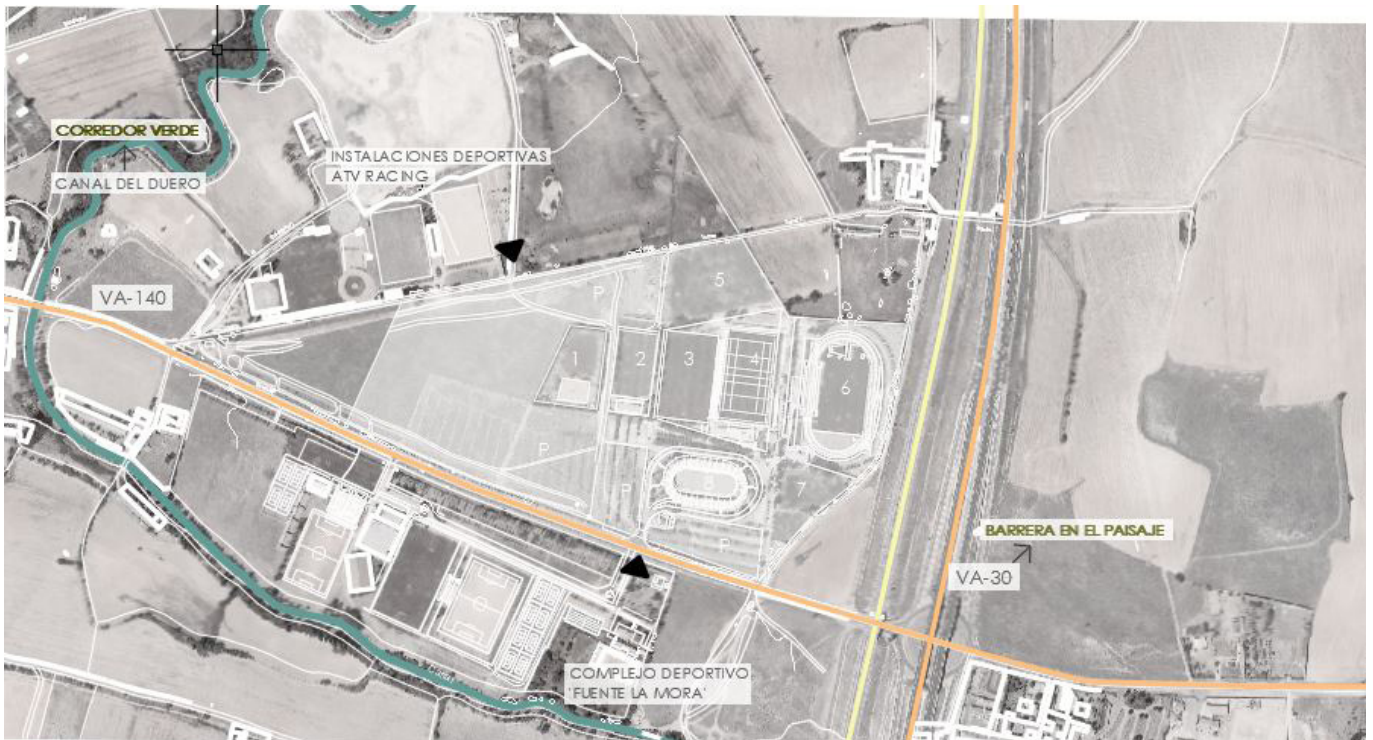 CORREDOR VERDE
CANAL DEL DUERO
INSTALACIONES DEPORTIVAS
ATV RACING
VA-140
P
5
1
2
3
4
6
P
P
8
7
P
BARRERA EN EL PAISAJE
VA-30
COMPLEJO DEPORTIVO
'FUENTE LA MORA'